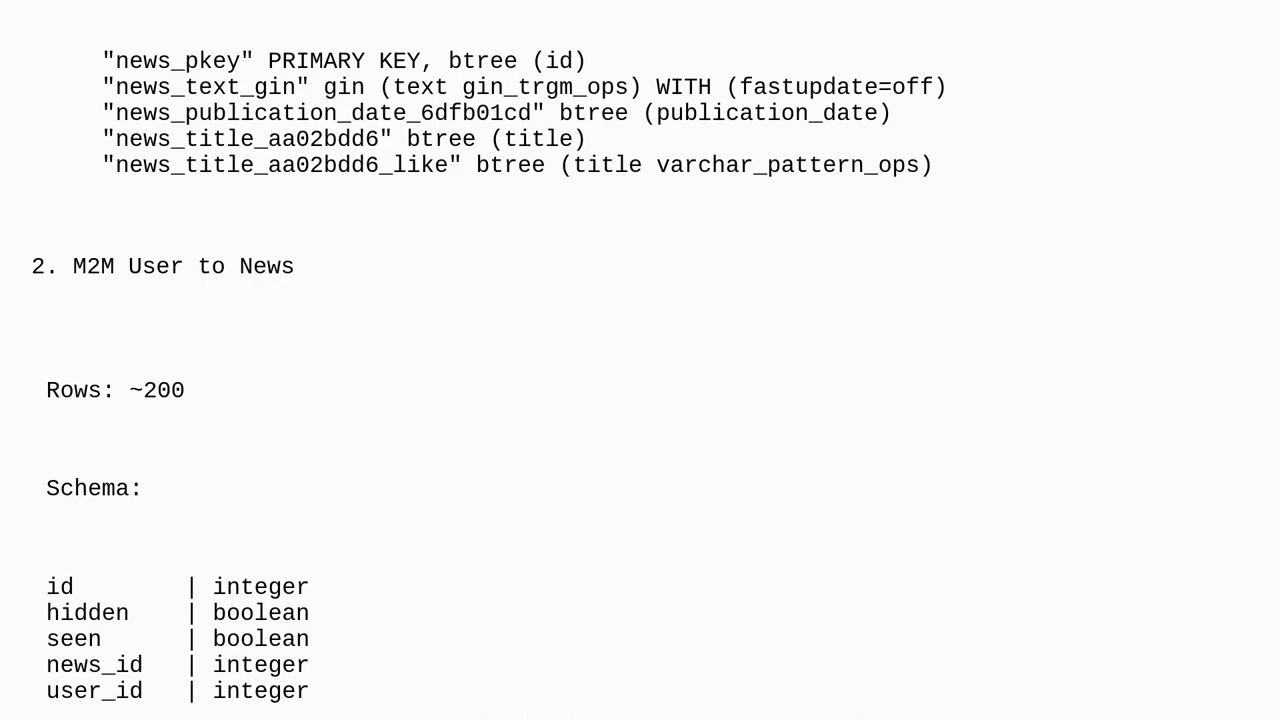 "news_pkey" PRIMARY KEY, btree (id)
"news_text_gin" gin (text gin_trgm_ops) WITH (fastupdate=off)
"news_publication_date_6dfb01cd" btree (publication_date)
"news_title_aa02bdd6" btree (title)
"news_title_aa02bdd6_like" btree (title varchar_pattern_ops)
2. M2M User to News
Rows: ~200
Schema:
id        | integer
hidden    | boolean
seen      | boolean
news_id   | integer
user_id   | integer